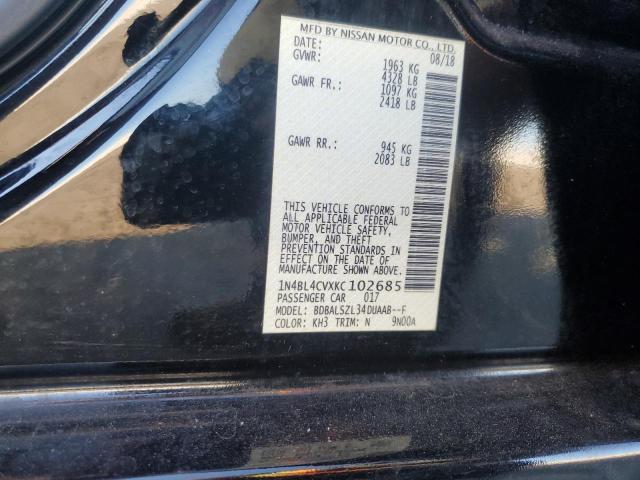 MFD BY NISSAN MOTOR CO., LTD.
DATE: 08/18
GVWR: 1963 KG
4328 LB
GAWR FR.: 1097 KG
2418 LB
GAWR RR.: 945 KG
2083 LB
THIS VEHICLE CONFORMS TO
ALL APPLICABLE FEDERAL
MOTOR VEHICLE SAFETY,
BUMPER, AND THEFT
PREVENTION STANDARDS IN
EFFECT ON THE DATE OF
MANUFACTURE SHOWN ABOVE.
1N4BL4CVXKC102685
PASSENGER CAR 017
MODEL: BDBALSZL34DUAAB--F
COLOR: KH3 TRIM: N 9N00A